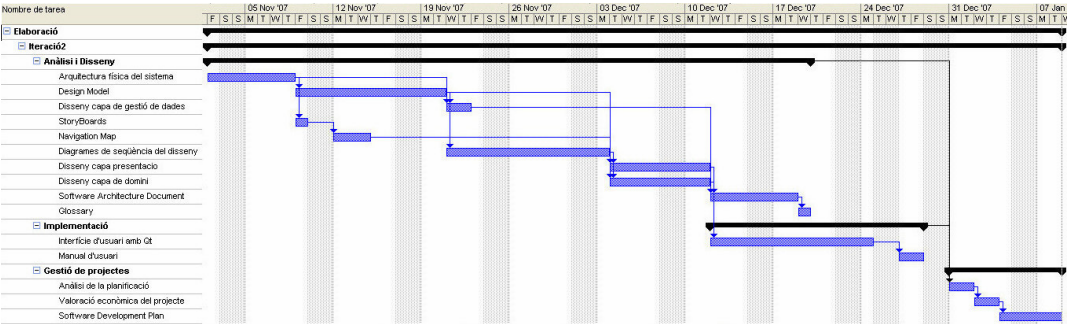 Nombre de tarea
05 Nov '07 12 Nov '07 19 Nov '07 26 Nov '07 03 Dec '07 10 Dec '07 17 Dec '07 24 Dec '07 31 Dec '07 07 Jan
F S S M T W T F S S M T W T F S S M T W T F S S M T W T F S S M T W T F S S M T W T F S S M T W T F S S M T W T F S S M T W T F S S M T W
Elaboració
Iteració2
Anàlisi i Disseny
Arquitectura física del sistema
Design Model
Disseny capa de gestió de dades
StoryBoards
Navigation Map
Diagrames de seqüència del disseny
Disseny capa presentacio
Disseny capa de domini
Software Architecture Document
Glossary
Implementació
Interfície d'usuari amb Qt
Manual d'usuari
Gestió de projectes
Análisi de la planificació
Valoració econòmica del projecte
Software Development Plan